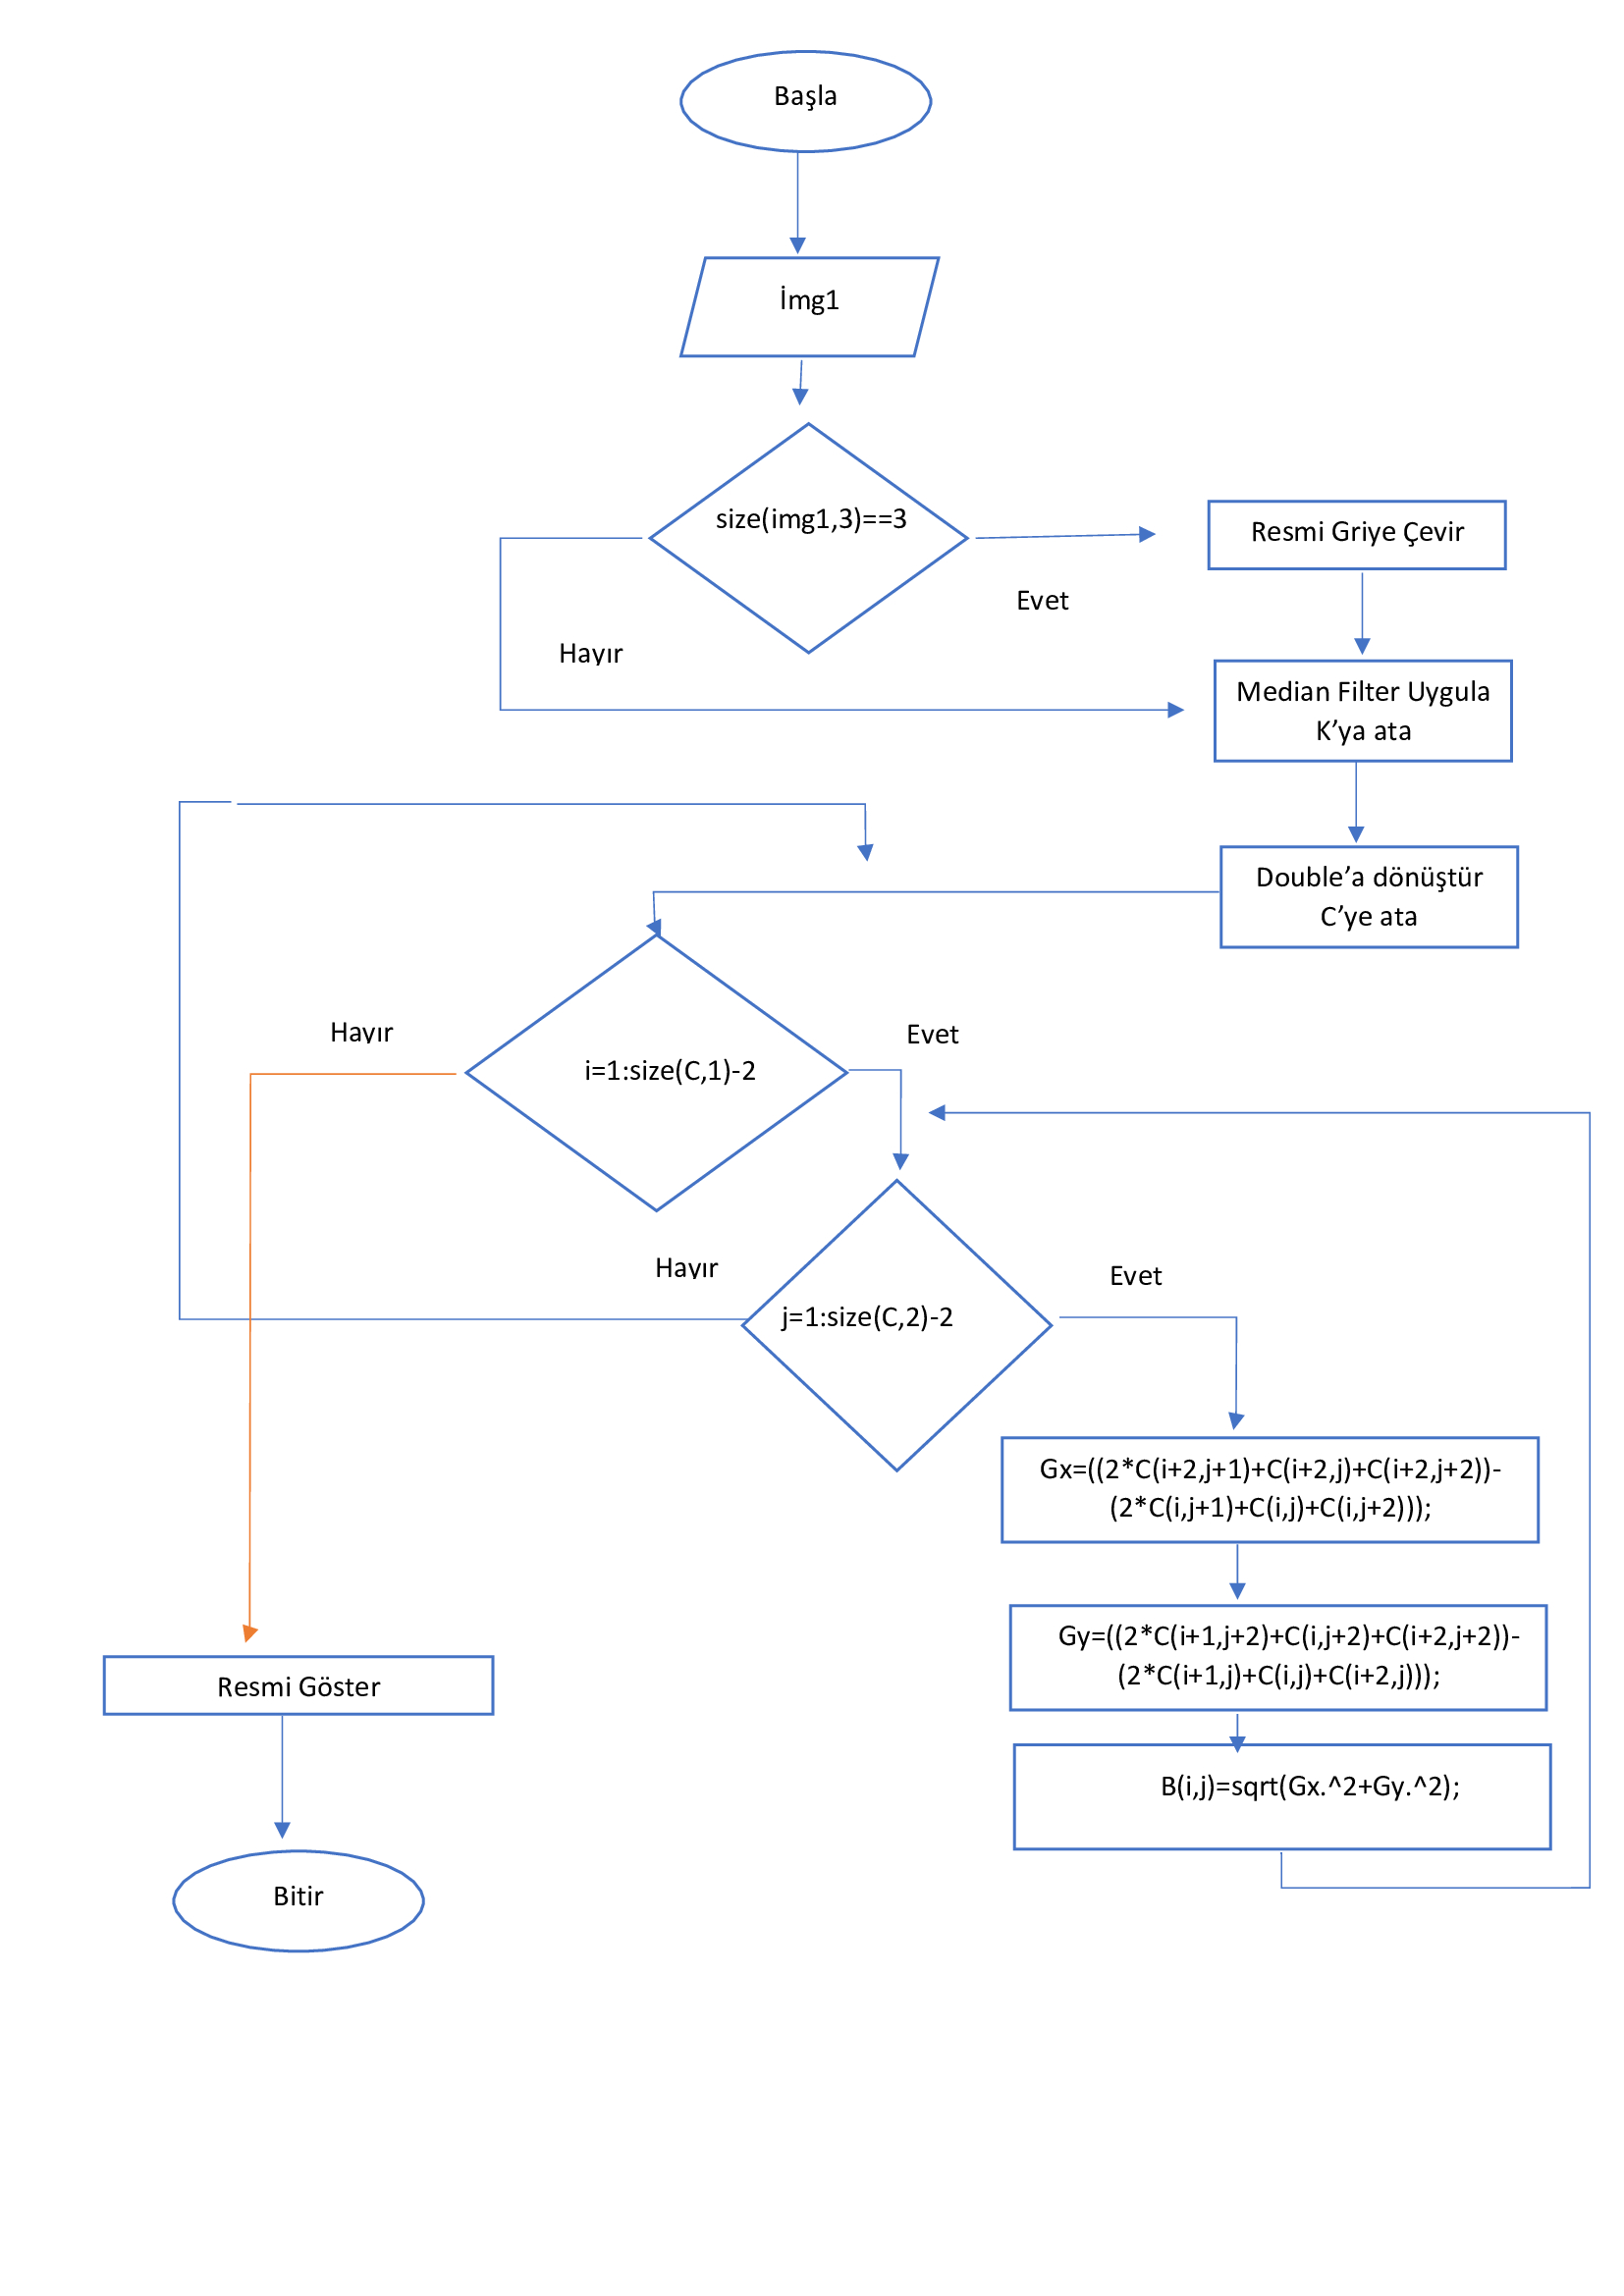 Başla
İmg1
size(img1,3)==3
Resmi Griye Çevir
Evet
Hayır
Median Filter Uygula
K’ya ata
Double’a dönüştür
C’ye ata
Hayır
Evet
i=1:size(C,1)-2
Hayır
Evet
j=1:size(C,2)-2
Gx=((2*C(i+2,j+1)+C(i+2,j)+C(i+2,j+2))-
(2*C(i,j+1)+C(i,j)+C(i,j+2)));
Gy=((2*C(i+1,j+2)+C(i,j+2)+C(i+2,j+2))-
(2*C(i+1,j)+C(i,j)+C(i+2,j)));
Resmi Göster
B(i,j)=sqrt(Gx.^2+Gy.^2);
Bitir